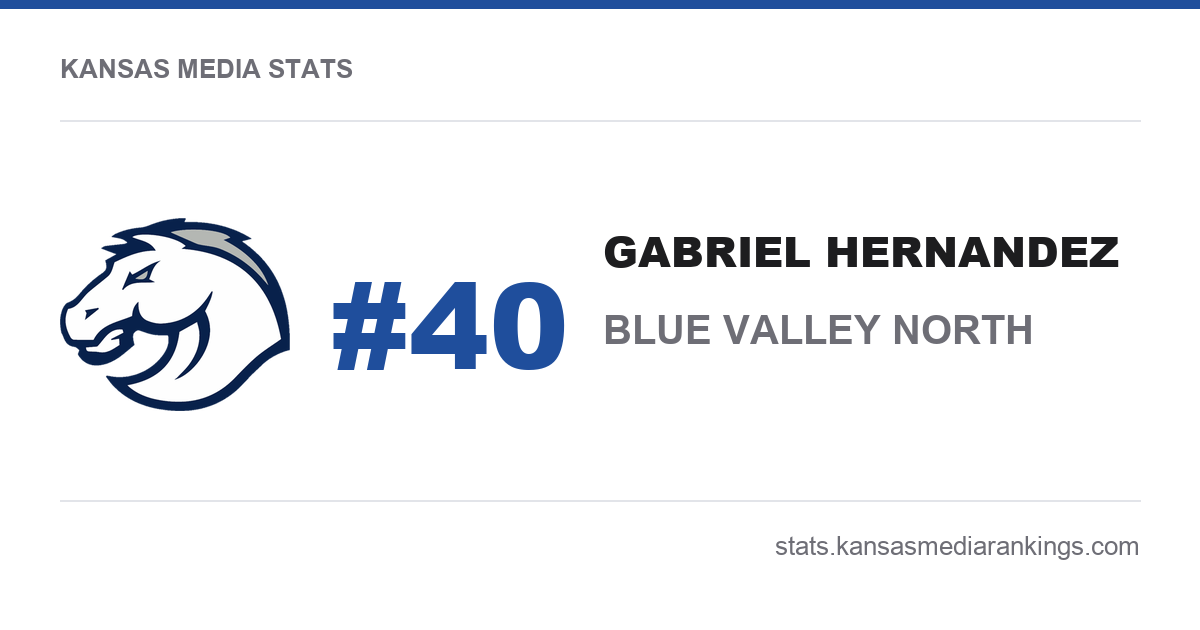 KANSAS MEDIA STATS
#40
GABRIEL HERNANDEZ
BLUE VALLEY NORTH
stats.kansasmediarankings.com